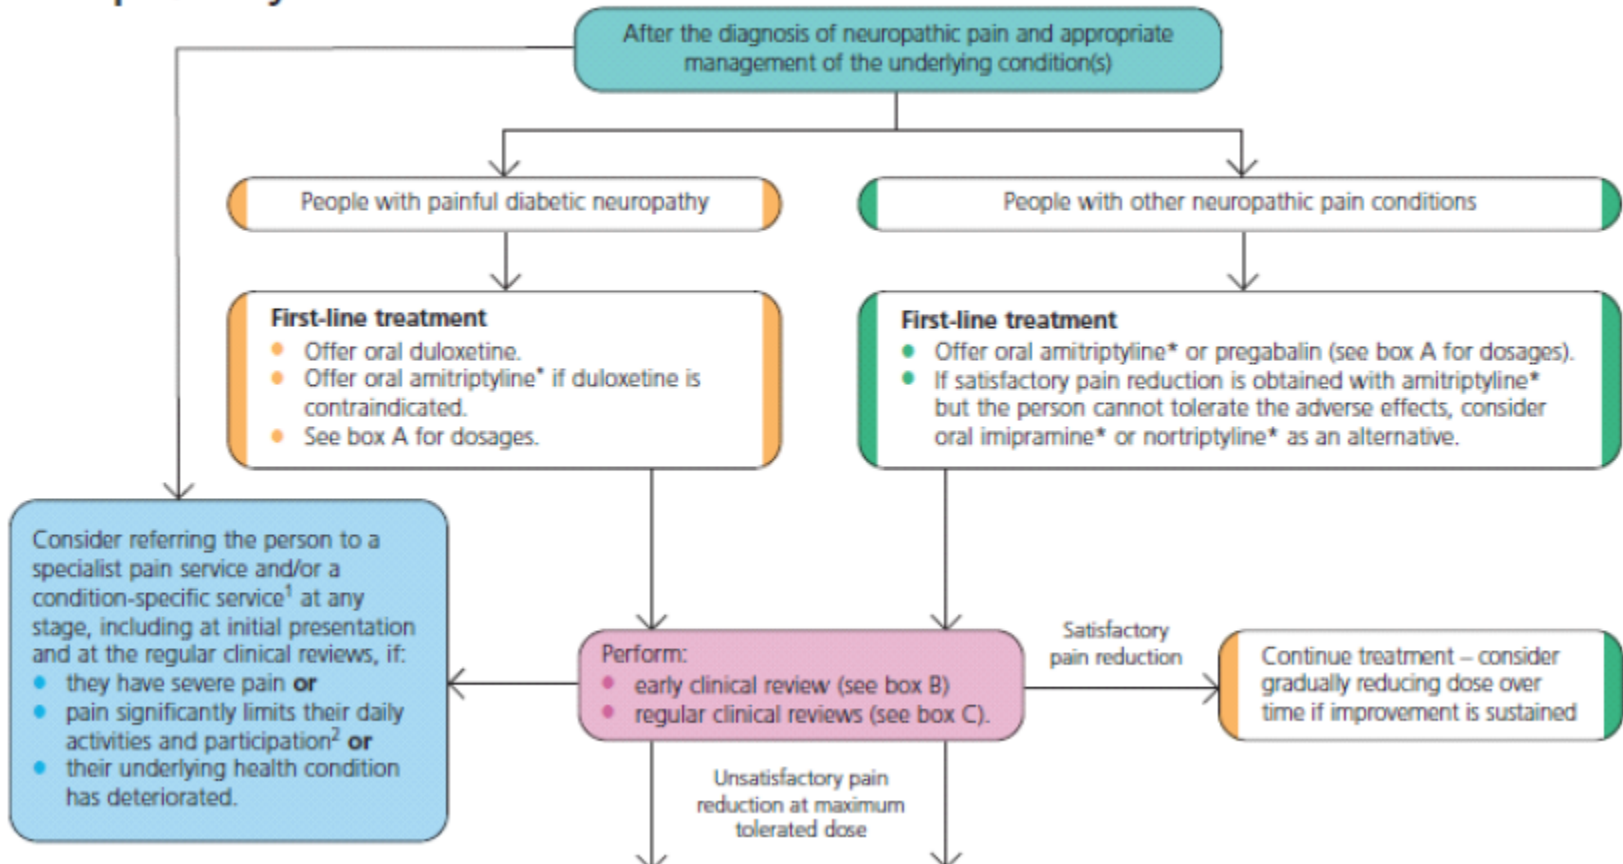 After the diagnosis of neuropathic pain and appropriate
management of the underlying condition(s)
People with painful diabetic neuropathy
People with other neuropathic pain conditions
First-line treatment
Offer oral duloxetine.
Offer oral amitriptyline* if duloxetine is
contraindicated.
See box A for dosages.
First-line treatment
Offer oral amitriptyline* or pregabalin (see box A for dosages).
If satisfactory pain reduction is obtained with amitriptyline*
but the person cannot tolerate the adverse effects, consider
oral imipramine* or nortriptyline* as an alternative.
Consider referring the person to a
specialist pain service and/or a
condition-specific service¹ at any
stage, including at initial presentation
and at the regular clinical reviews, if:
they have severe pain or
pain significantly limits their daily
activities and participation² or
their underlying health condition
has deteriorated.
Perform:
early clinical review (see box B)
regular clinical reviews (see box C).
Satisfactory
pain reduction
Continue treatment – consider
gradually reducing dose over
time if improvement is sustained
Unsatisfactory pain
reduction at maximum
tolerated dose